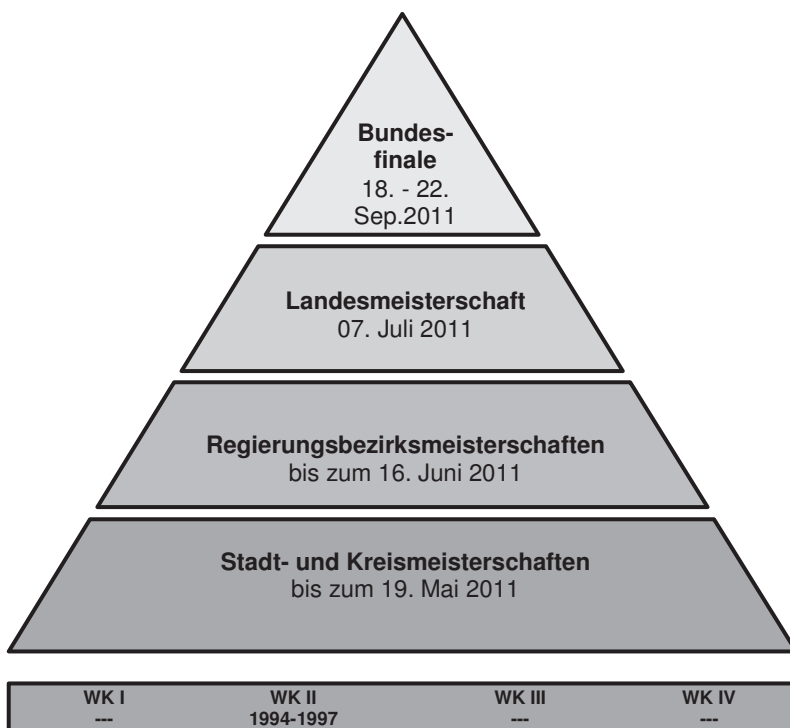 Bundes-
finale
18. - 22.
Sep.2011
Landesmeisterschaft
07. Juli 2011
Regierungsbezirksmeisterschaften
bis zum 16. Juni 2011
Stadt- und Kreismeisterschaften
bis zum 19. Mai 2011
WK I WK II WK III WK IV
--- 1994-1997 --- ---